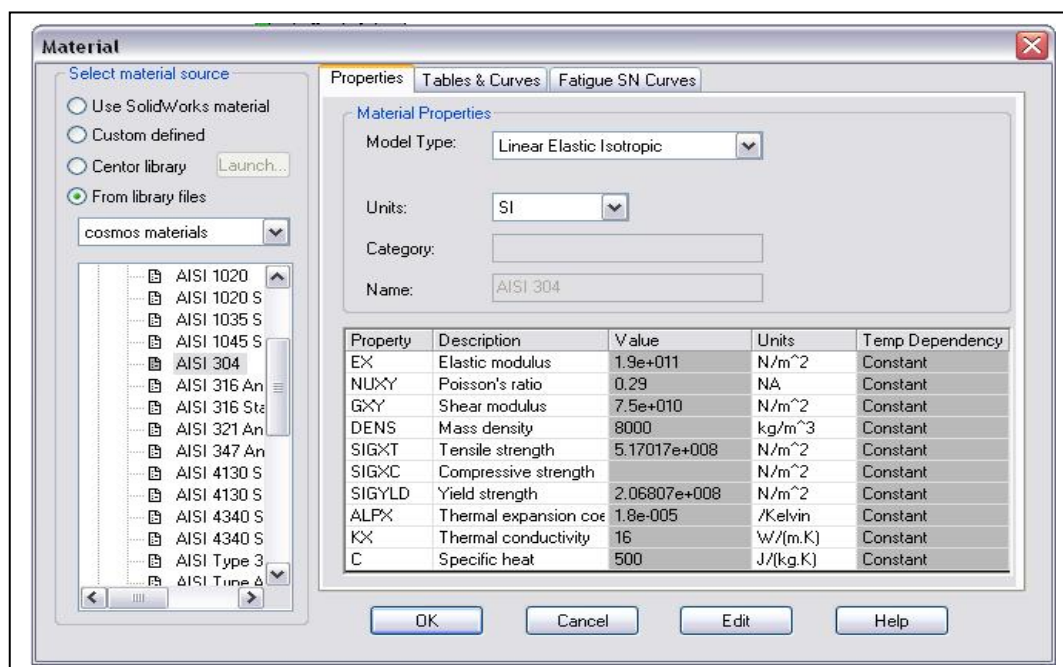 Material
Select material source
Use SolidWorks material
Custom defined
Centor library Launch...
From library files
cosmos materials
AISI 1020
AISI 1020 S
AISI 1035 S
AISI 1045 S
AISI 304
AISI 316 An
AISI 316 Sta
AISI 321 An
AISI 347 An
AISI 4130 S
AISI 4130 S
AISI 4340 S
AISI 4340 S
AISI Type 3
AISI Type A
Properties Tables & Curves Fatigue SN Curves
Material Properties
Model Type: Linear Elastic Isotropic
Units: SI
Category:
Name: AISI 304
Property Description Value Units Temp Dependency
EX Elastic modulus 1.9e+011 N/m^2 Constant
NUXY Poisson's ratio 0.29 NA Constant
GXY Shear modulus 7.5e+010 N/m^2 Constant
DENS Mass density 8000 kg/m^3 Constant
SIGXT Tensile strength 5.17017e+008 N/m^2 Constant
SIGXC Compressive strength N/m^2 Constant
SIGYLD Yield strength 2.06807e+008 N/m^2 Constant
ALPX Thermal expansion coe 1.8e-005 /Kelvin Constant
KX Thermal conductivity 16 W/(m.K) Constant
C Specific heat 500 J/(kg.K) Constant
OK Cancel Edit Help